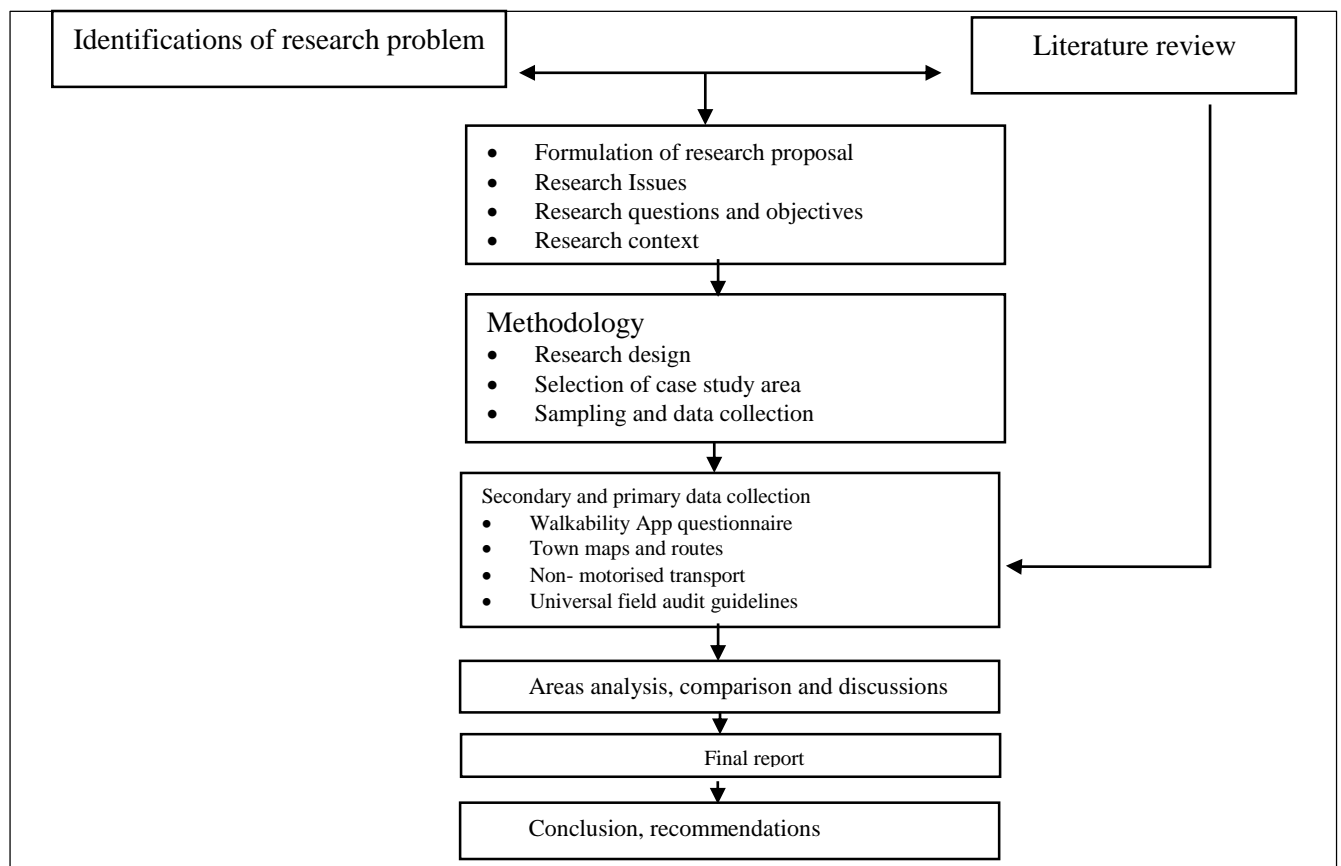 Identifications of research problem
Literature review
• Formulation of research proposal
• Research Issues
• Research questions and objectives
• Research context
Methodology
• Research design
• Selection of case study area
• Sampling and data collection
Secondary and primary data collection
• Walkability App questionnaire
• Town maps and routes
• Non- motorised transport
• Universal field audit guidelines
Areas analysis, comparison and discussions
Final report
Conclusion, recommendations